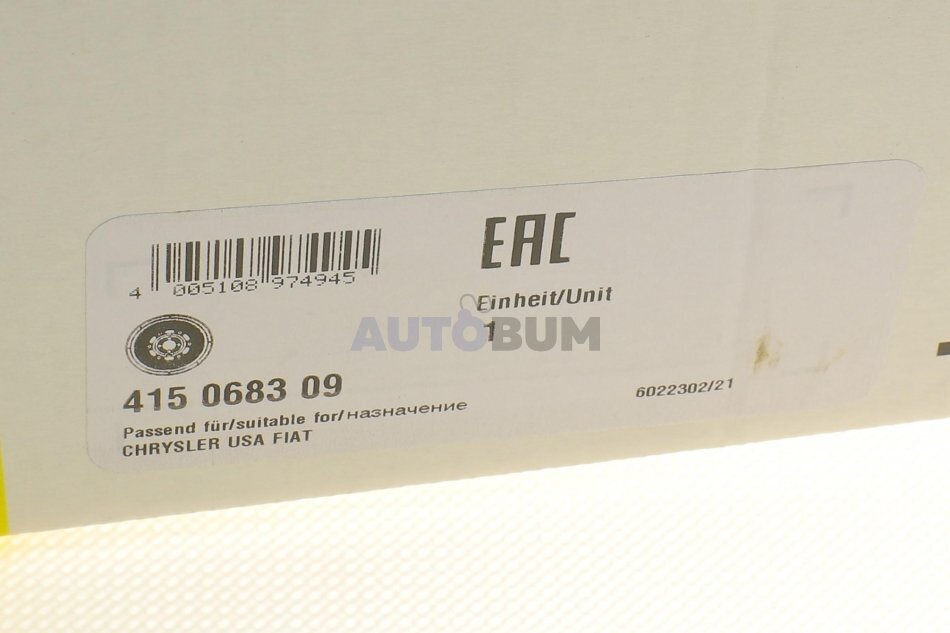 EAC
4 005108 974945
Einheit/Unit
1
AUTOBUM
415 0683 09
6022302/21
Passend für/suitable for/назначение
CHRYSLER USA FIAT